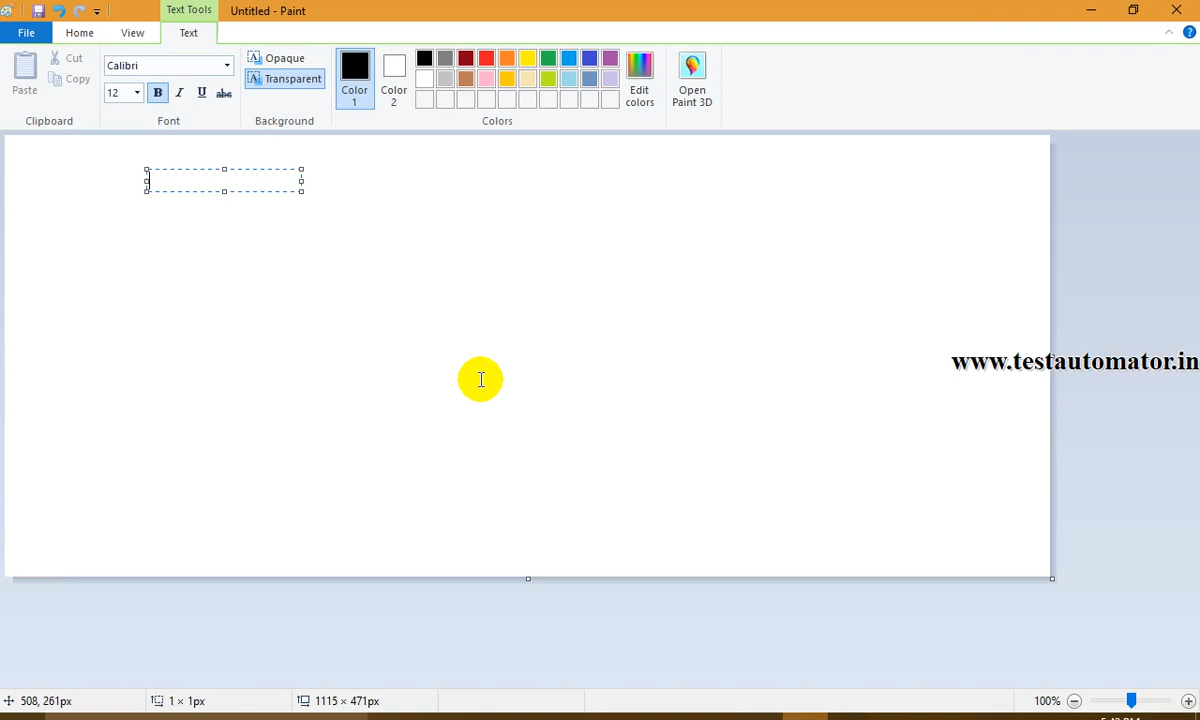 Text Tools
Untitled - Paint
File
Home
View
Text
Paste
Cut
Copy
Clipboard
Calibri
12
B I U abc
Font
Opaque
Transparent
Background
Color 1
Color 2
Edit colors
Colors
Open Paint 3D
www.testautomator.in
508, 261px
1 × 1px
1115 × 471px
100%